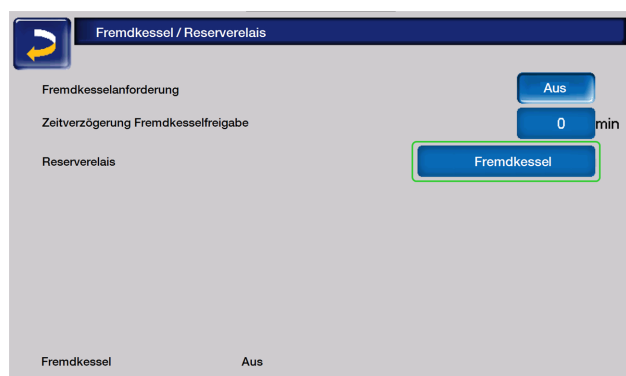 Fremdkessel / Reserverelais
Fremdkesselanforderung Aus
Zeitverzögerung Fremdkesselfreigabe 0 min
Reserverelais Fremdkessel
Fremdkessel Aus